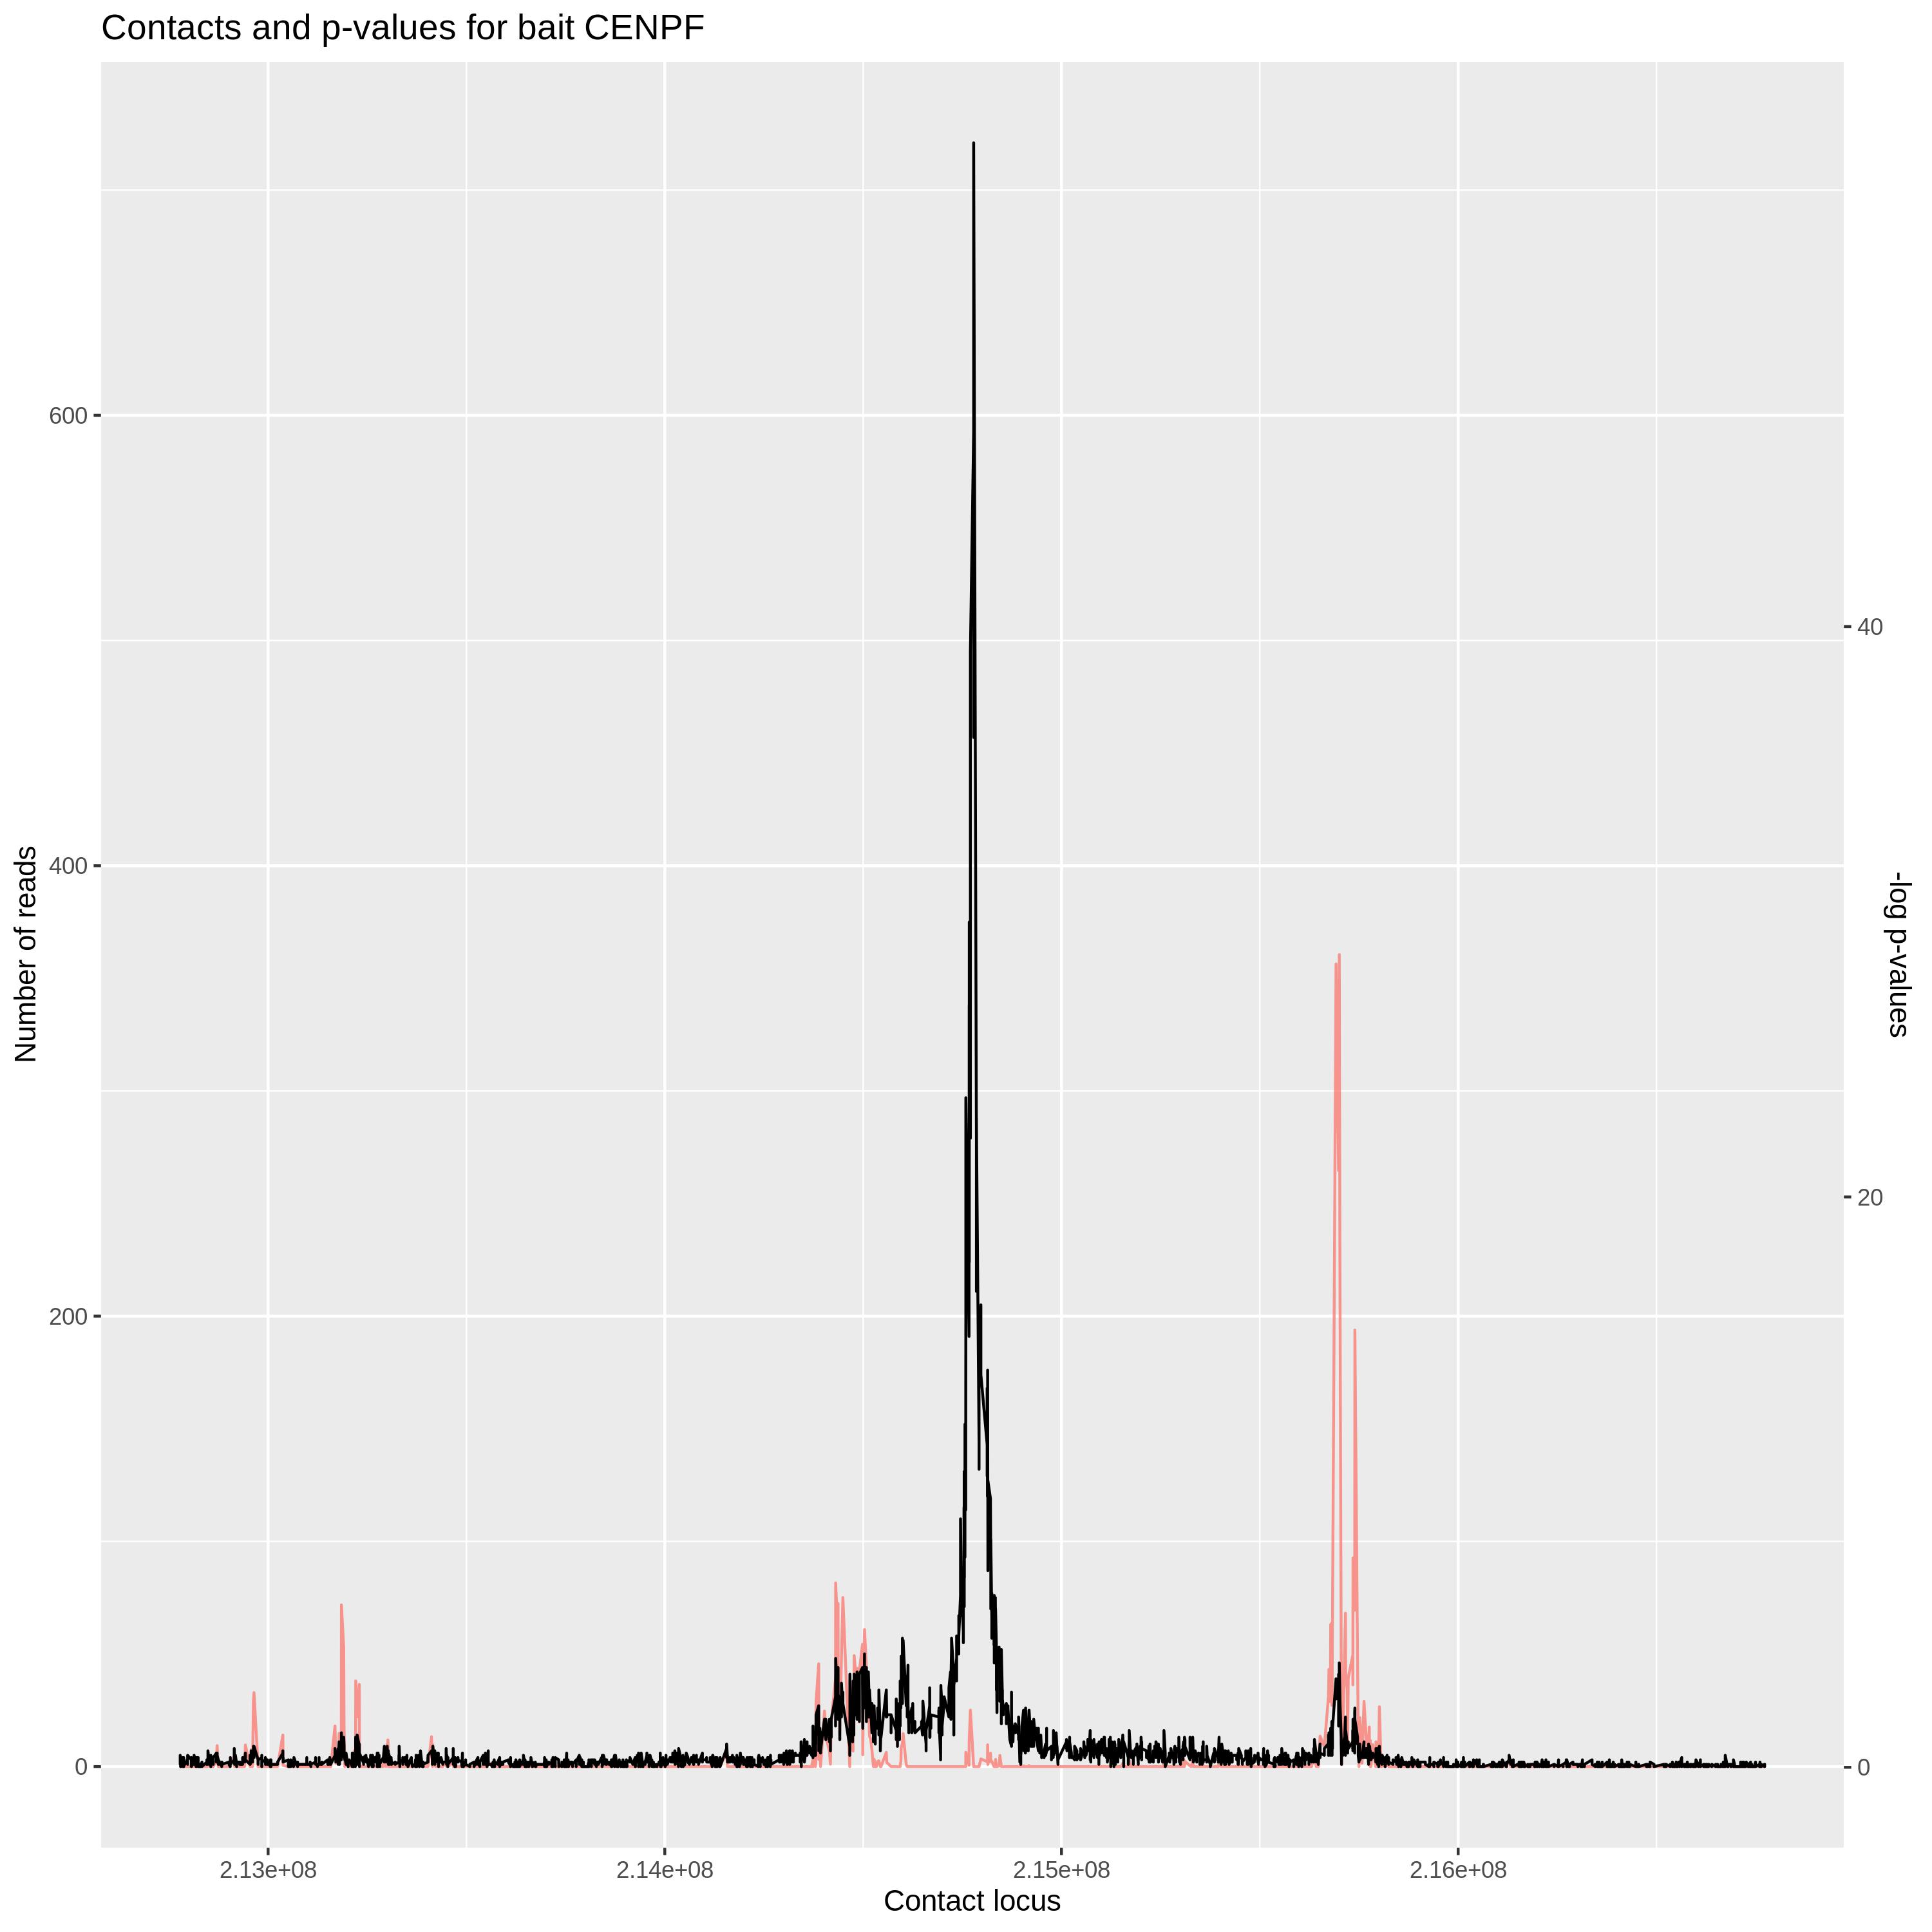 Contacts and p-values for bait CENPF
Number of reads
600
400
200
0
40
20
0
-log p-values
2.13e+08
2.14e+08
2.15e+08
2.16e+08
Contact locus